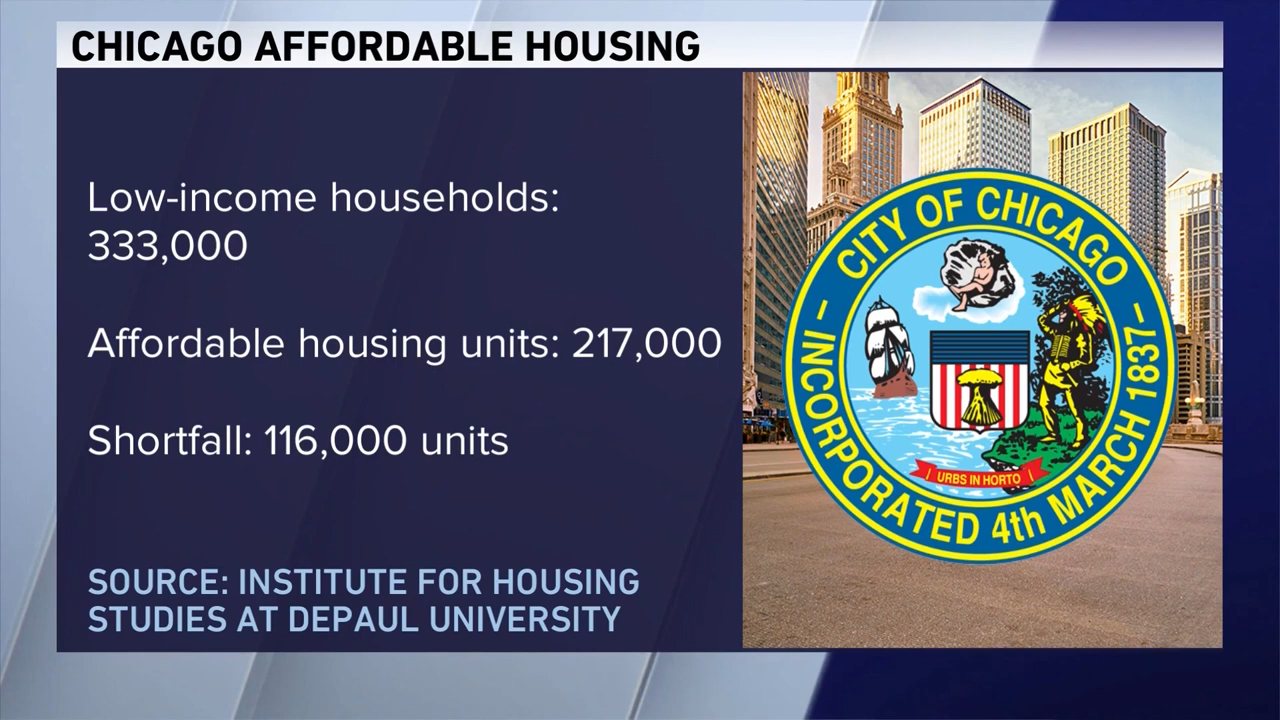 CHICAGO AFFORDABLE HOUSING
Low-income households:
333,000
Affordable housing units: 217,000
Shortfall: 116,000 units
SOURCE: INSTITUTE FOR HOUSING
STUDIES AT DEPAUL UNIVERSITY
CITY OF CHICAGO
– INCORPORATED 4th MARCH 1837 –
URBS IN HORTO